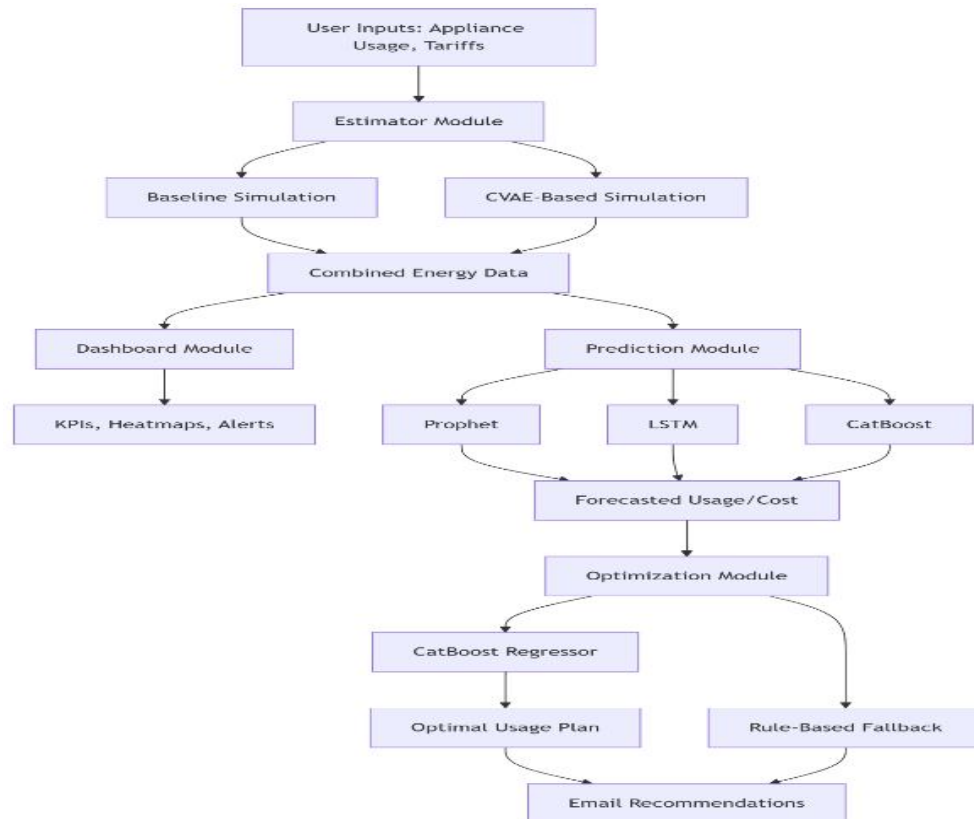 User Inputs: Appliance
Usage, Tariffs
Estimator Module
Baseline Simulation
CVAE-Based Simulation
Combined Energy Data
Dashboard Module
Prediction Module
KPIs, Heatmaps, Alerts
Prophet
LSTM
CatBoost
Forecasted Usage/Cost
Optimization Module
CatBoost Regressor
Optimal Usage Plan
Rule-Based Fallback
Email Recommendations